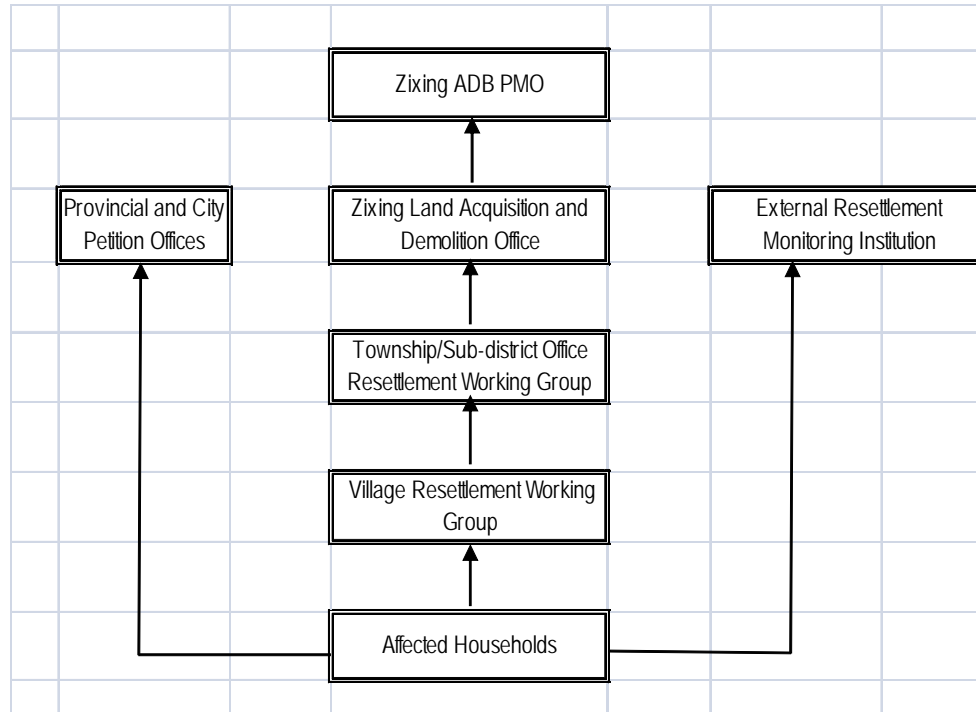 Zixing ADB PMO
Provincial and City
Petition Offices
Zixing Land Acquisition and
Demolition Office
External Resettlement
Monitoring Institution
Township/Sub-district Office
Resettlement Working Group
Village Resettlement Working
Group
Affected Households